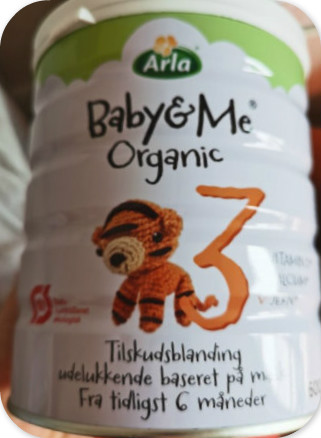 Arla
Baby&Me®
Organic
3
Tilskudsblanding
udelukkende baseret på
Fra tidligst 6 måneder